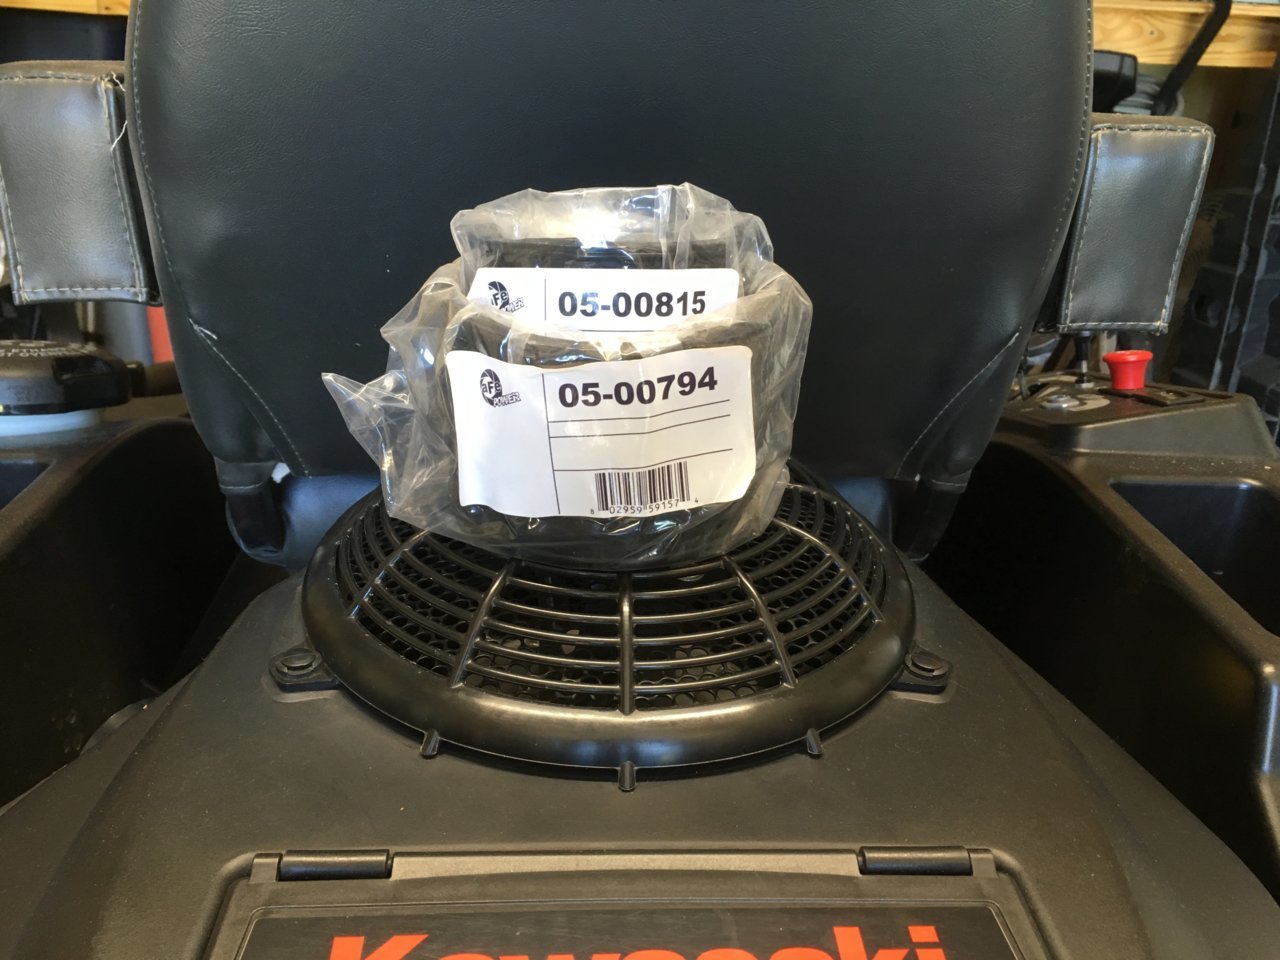 aFe
POWER
05-00815
aFe
POWER
05-00794
8 02959 59157 4
Kawasaki